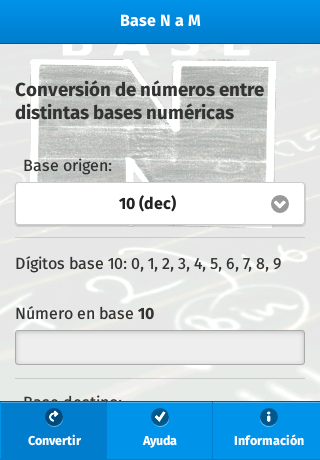 Base N a M
BASE
N
Conversión de números entre
distintas bases numéricas
Base origen:
10 (dec)
Dígitos base 10: 0, 1, 2, 3, 4, 5, 6, 7, 8, 9
Número en base 10
Base destino:
Convertir
Ayuda
Información